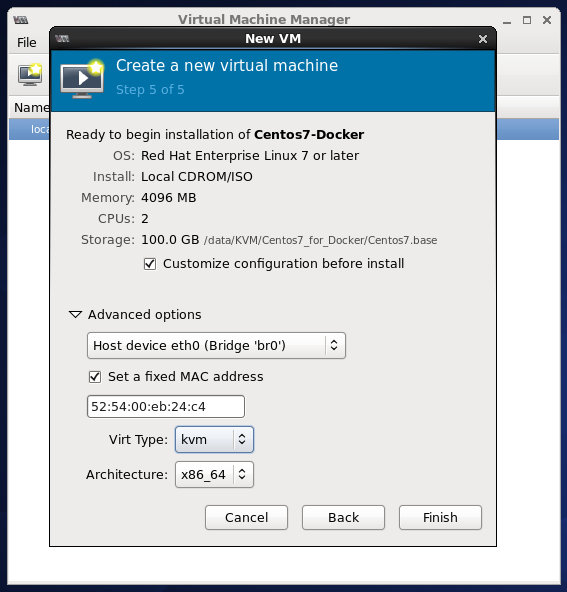 Virtual Machine Manager
New VM
File
Create a new virtual machine
Step 5 of 5
Name
Ready to begin installation of Centos7-Docker
OS: Red Hat Enterprise Linux 7 or later
Install: Local CDROM/ISO
Memory: 4096 MB
CPUs: 2
Storage: 100.0 GB /data/KVM/Centos7_for_Docker/Centos7.base
Customize configuration before install
Advanced options
Host device eth0 (Bridge 'br0')
Set a fixed MAC address
52:54:00:eb:24:c4
Virt Type: kvm
Architecture: x86_64
Cancel Back Finish